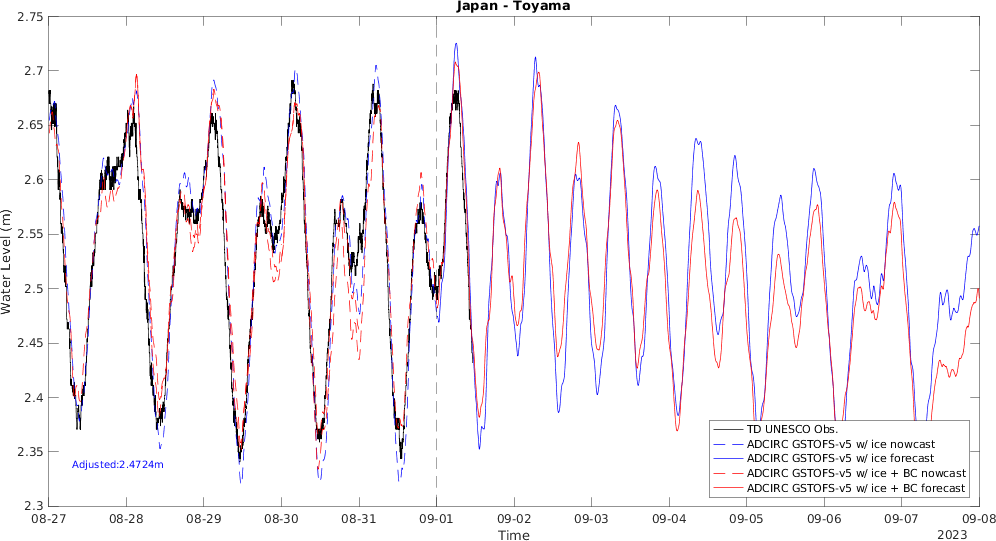 Japan - Toyama
2.75
2.7
2.65
2.6
2.55
2.5
2.45
2.4
2.35
2.3
Water Level (m)
Adjusted:2.4724m
TD UNESCO Obs.
ADCIRC GSTOFS-v5 w/ ice nowcast
ADCIRC GSTOFS-v5 w/ ice forecast
ADCIRC GSTOFS-v5 w/ ice + BC nowcast
ADCIRC GSTOFS-v5 w/ ice + BC forecast
08-27 08-28 08-29 08-30 08-31 09-01 09-02 09-03 09-04 09-05 09-06 09-07 09-08
Time
2023